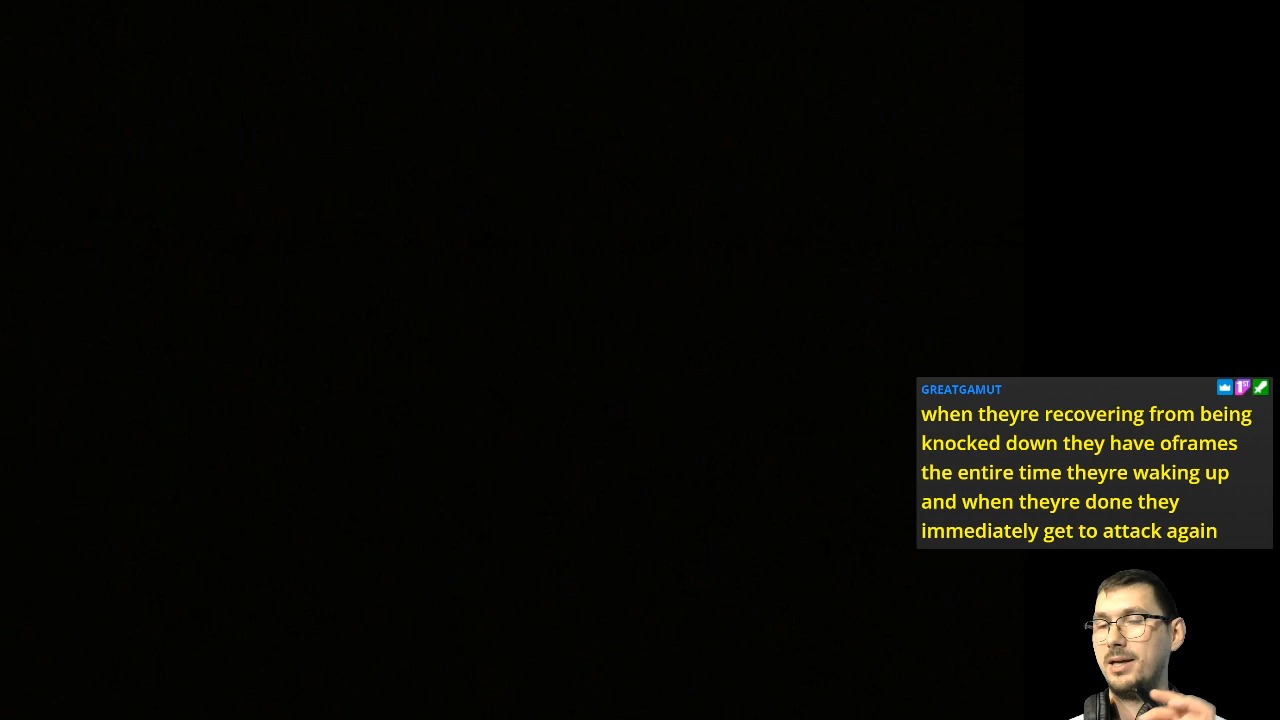 GREATGAMUT
when theyre recovering from being
knocked down they have oframes
the entire time theyre waking up
and when theyre done they
immediately get to attack again